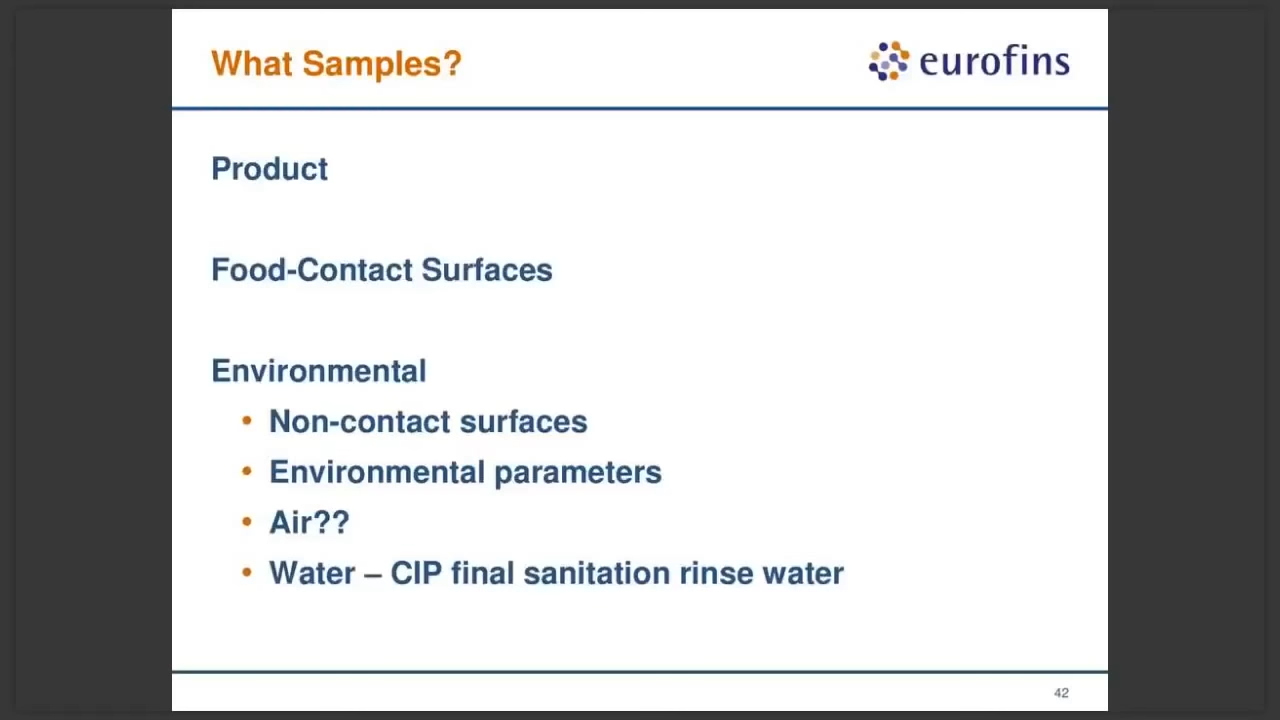 What Samples?
eurofins
Product
Food-Contact Surfaces
Environmental
• Non-contact surfaces
• Environmental parameters
• Air??
• Water – CIP final sanitation rinse water
42